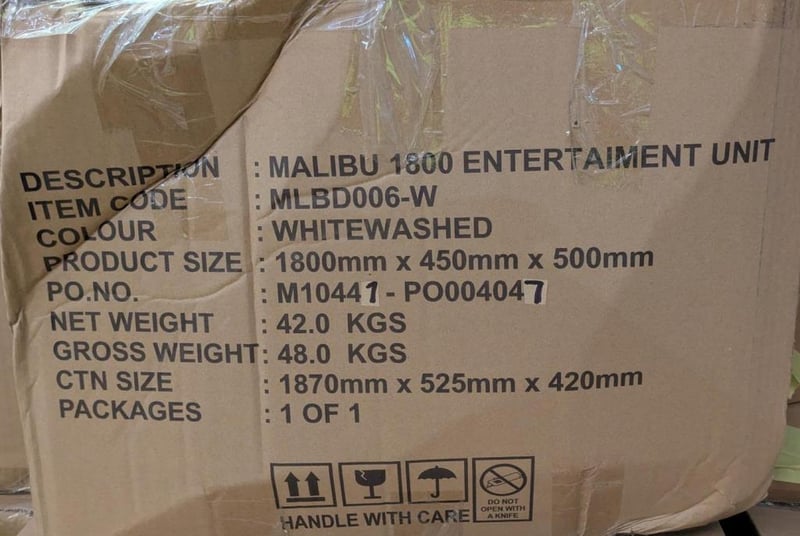 DESCRIPTION : MALIBU 1800 ENTERTAIMENT UNIT
ITEM CODE : MLBD006-W
COLOUR : WHITEWASHED
PRODUCT SIZE : 1800mm x 450mm x 500mm
PO.NO. : M10441 - PO004047
NET WEIGHT : 42.0 KGS
GROSS WEIGHT : 48.0 KGS
CTN SIZE : 1870mm x 525mm x 420mm
PACKAGES : 1 OF 1
HANDLE WITH CARE
DO NOT
OPEN WITH
A KNIFE